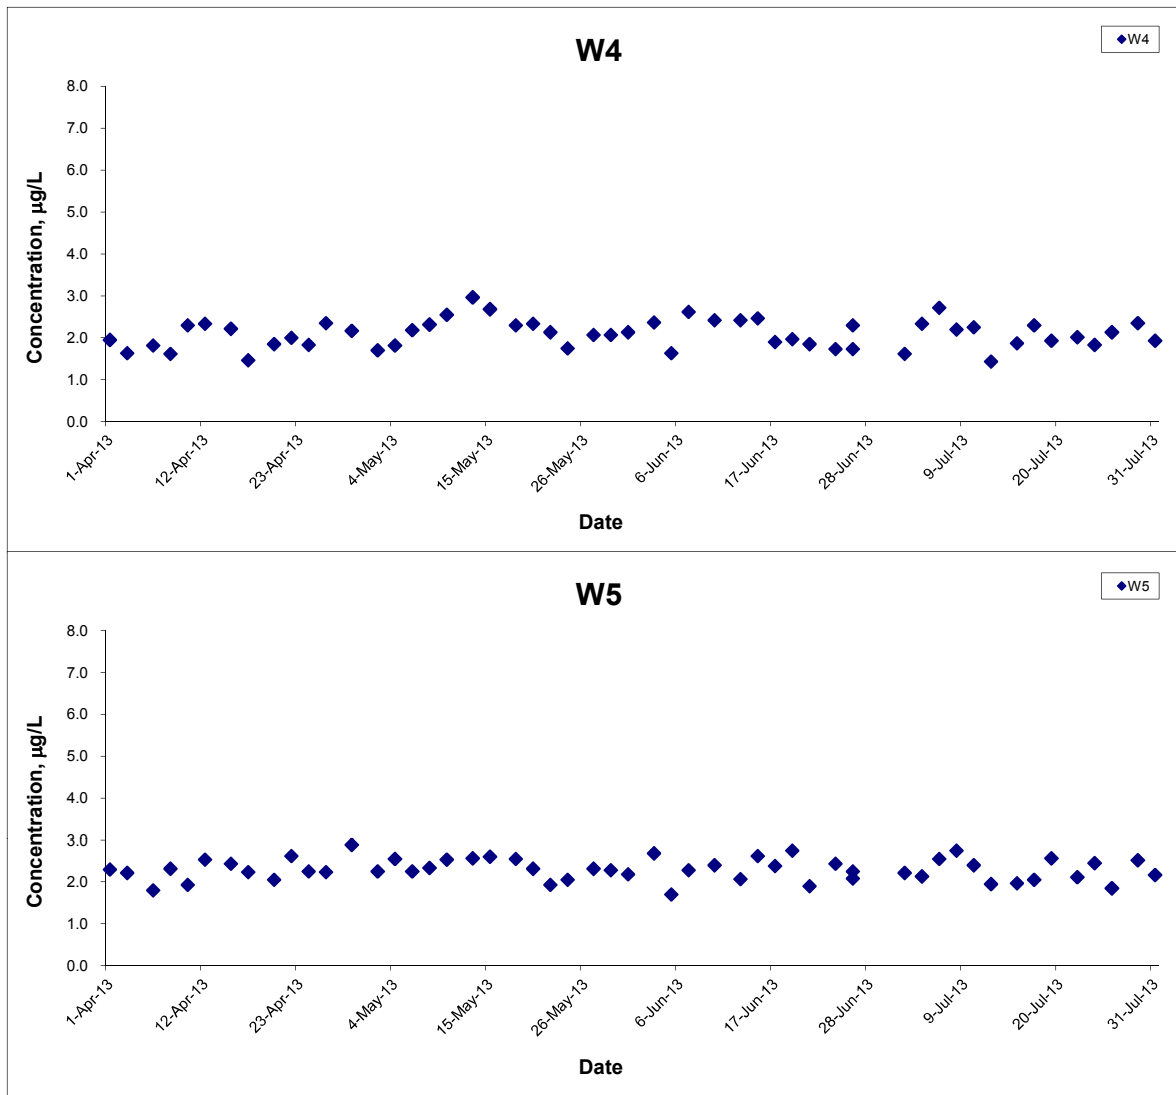 W4
W4
8.0
7.0
6.0
5.0
4.0
3.0
2.0
1.0
0.0
Concentration, µg/L
1-Apr-13
12-Apr-13
23-Apr-13
4-May-13
15-May-13
26-May-13
6-Jun-13
17-Jun-13
28-Jun-13
9-Jul-13
20-Jul-13
31-Jul-13
Date
W5
W5
8.0
7.0
6.0
5.0
4.0
3.0
2.0
1.0
0.0
Concentration, µg/L
1-Apr-13
12-Apr-13
23-Apr-13
4-May-13
15-May-13
26-May-13
6-Jun-13
17-Jun-13
28-Jun-13
9-Jul-13
20-Jul-13
31-Jul-13
Date